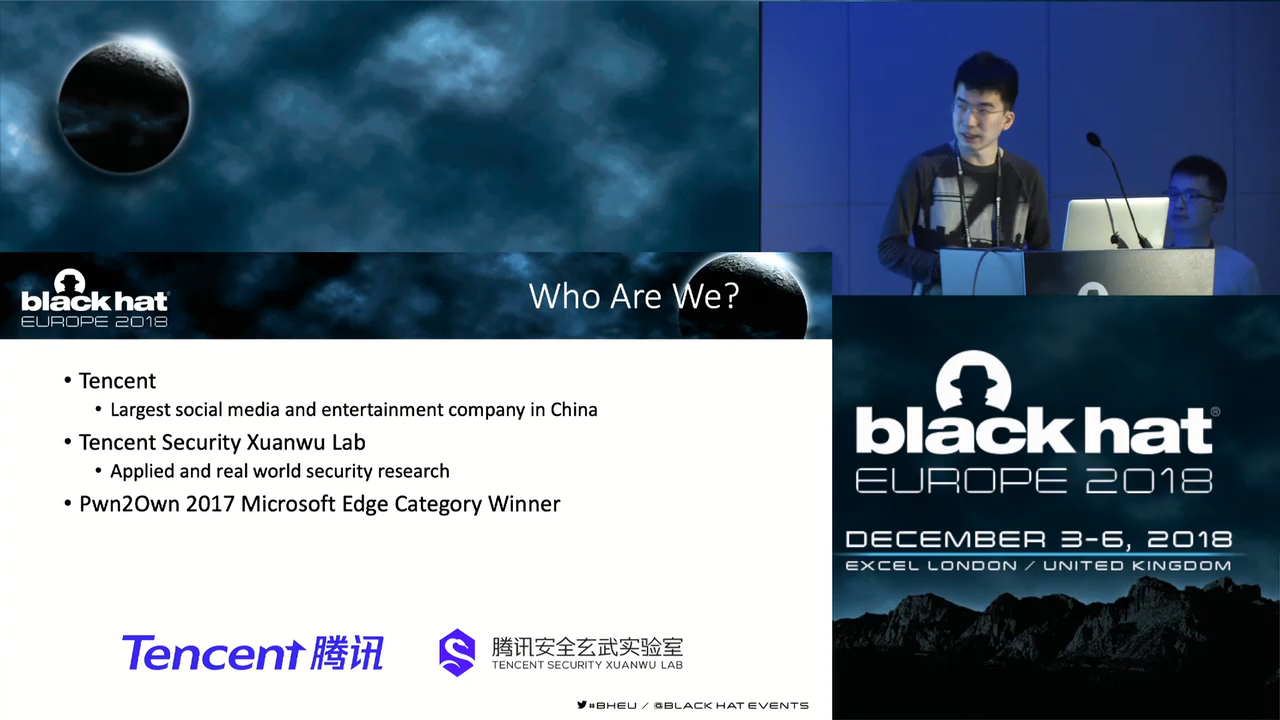 black hat
EUROPE 2018
Who Are We?
• Tencent
• Largest social media and entertainment company in China
• Tencent Security Xuanwu Lab
• Applied and real world security research
• Pwn2Own 2017 Microsoft Edge Category Winner
Tencent 腾讯
腾讯安全玄武实验室
TENCENT SECURITY XUANWU LAB
#BHEU / @BLACK HAT EVENTS
black hat®
EUROPE 2018
DECEMBER 3-6, 2018
EXCEL LONDON / UNITED KINGDOM